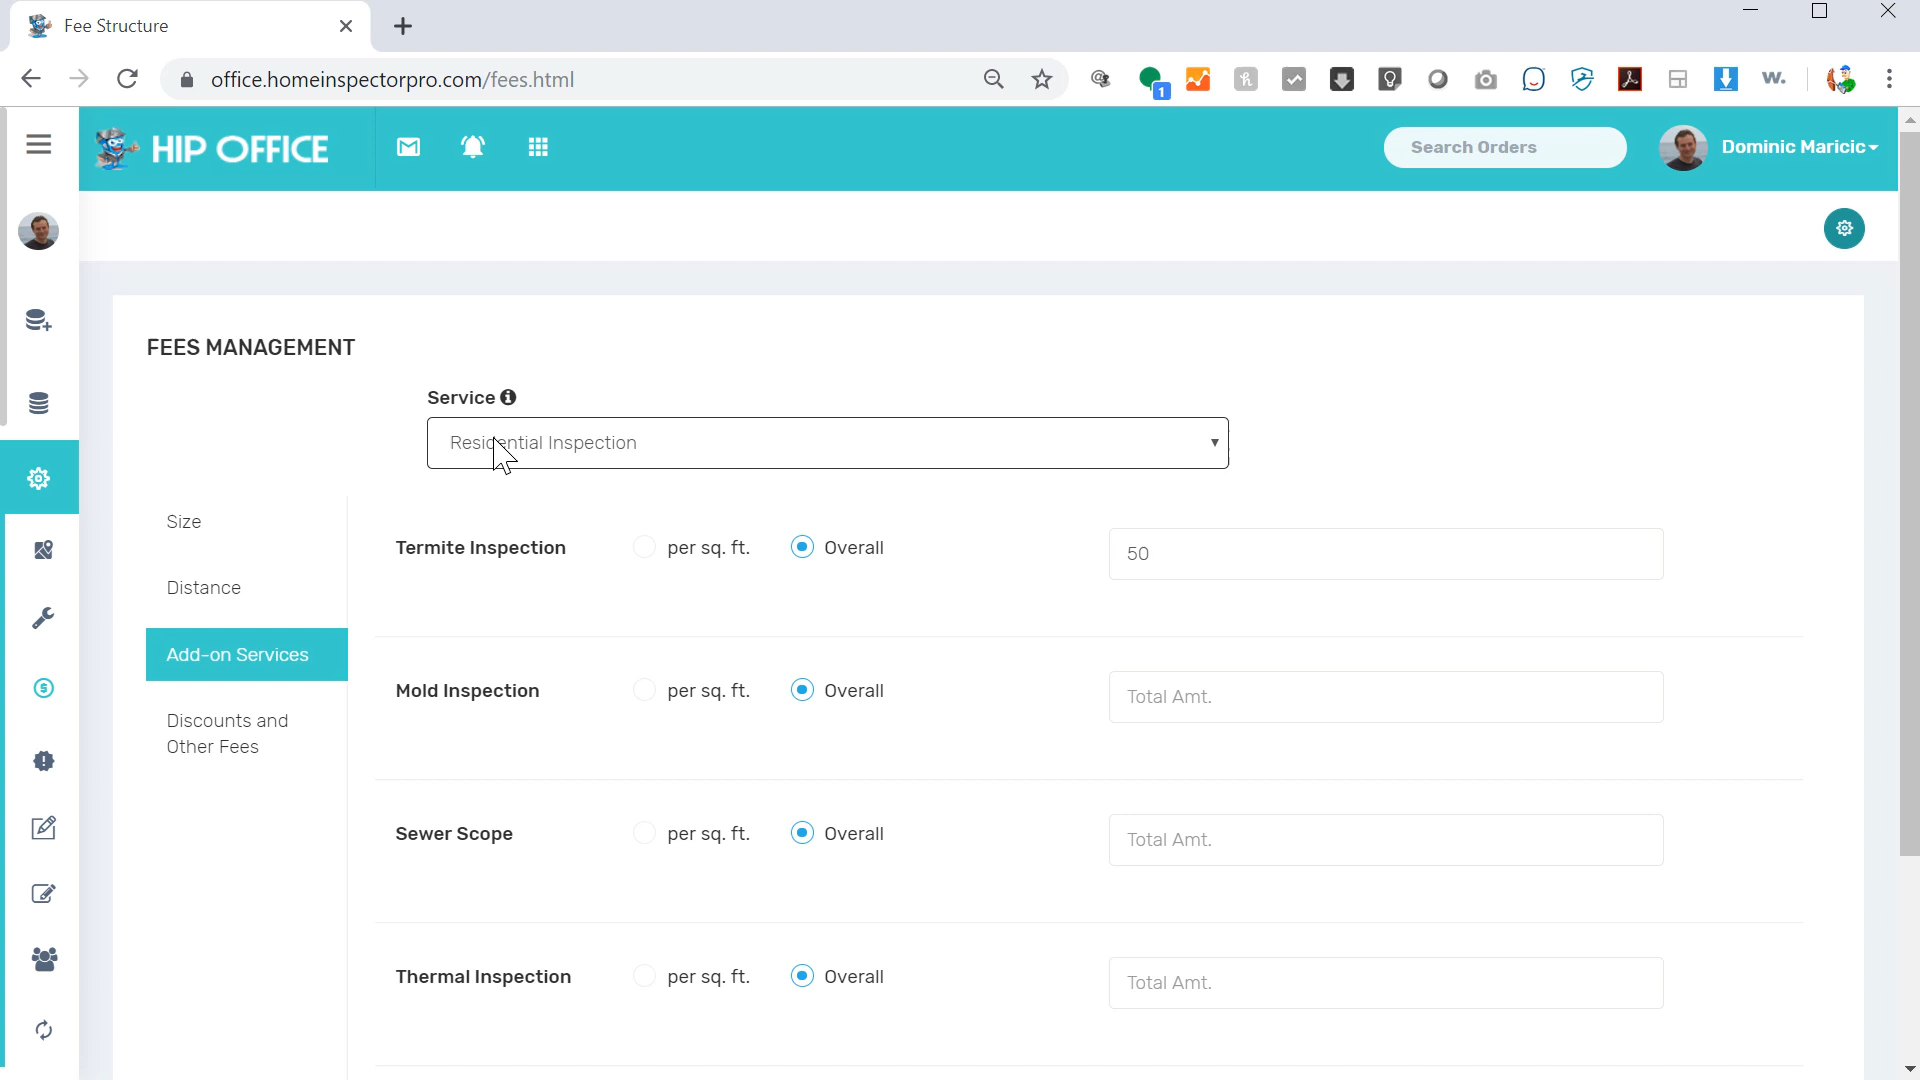 Fee Structure
office.homeinspectorpro.com/fees.html
1
w.
HIP OFFICE
Search Orders
Dominic Maricic
FEES MANAGEMENT
Service
Residential Inspection
Size
Distance
Add-on Services
Discounts and
Other Fees
Termite Inspection per sq. ft. Overall 50
Mold Inspection per sq. ft. Overall Total Amt.
Sewer Scope per sq. ft. Overall Total Amt.
Thermal Inspection per sq. ft. Overall Total Amt.